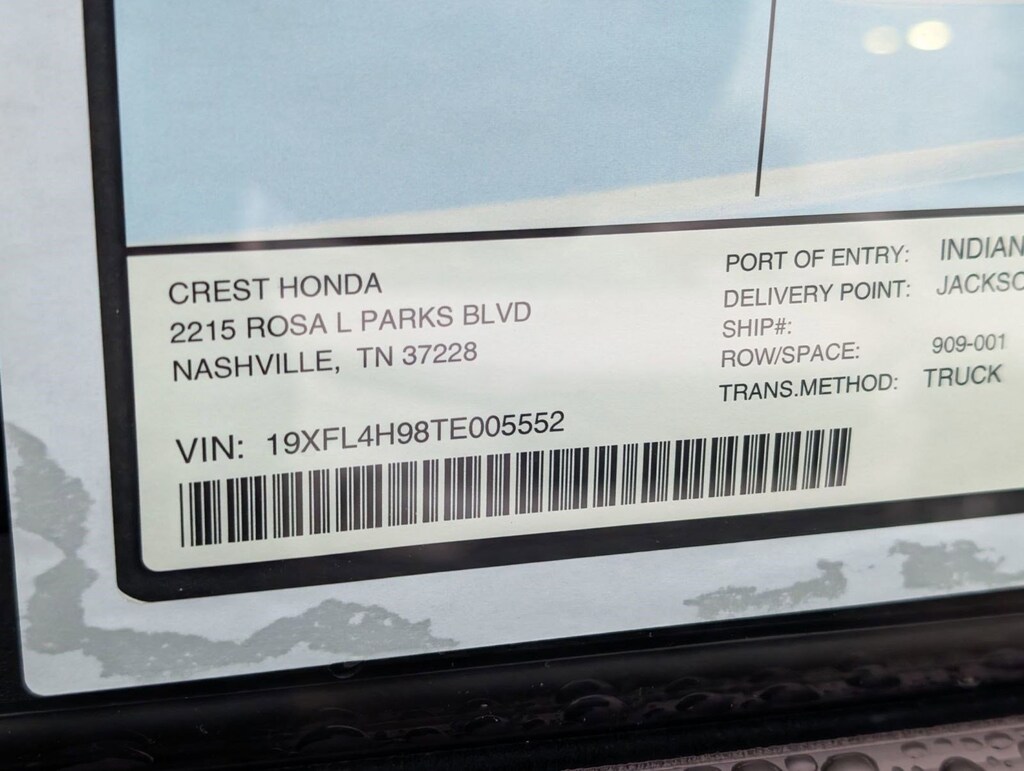 CREST HONDA
2215 ROSA L PARKS BLVD
NASHVILLE, TN 37228
VIN: 19XFL4H98TE005552
PORT OF ENTRY: INDIAN
DELIVERY POINT: JACKSO
SHIP#:
ROW/SPACE: 909-001
TRANS.METHOD: TRUCK